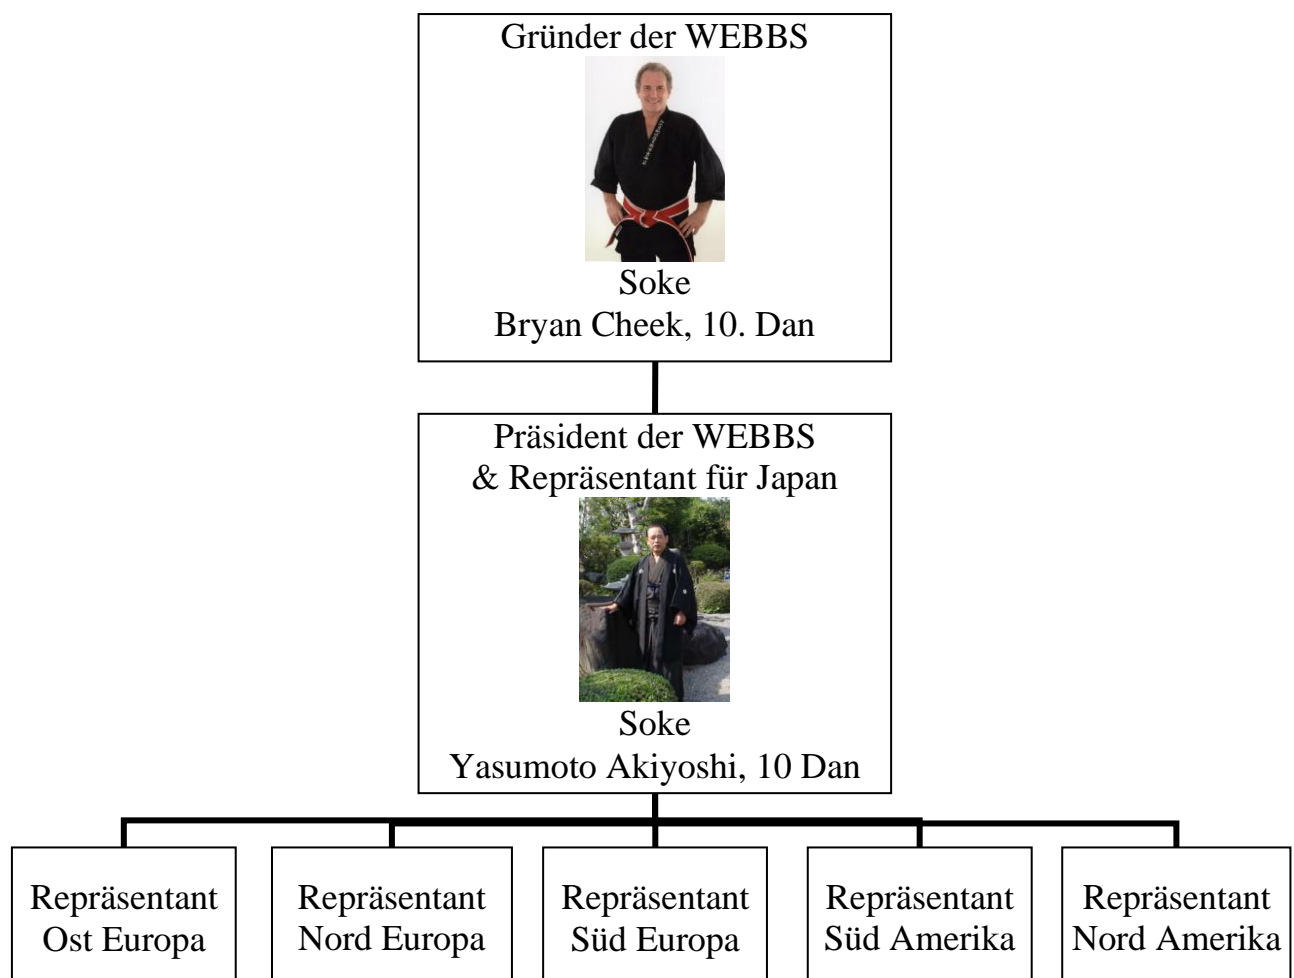 Gründer der WEBBS
Soke
Bryan Cheek, 10. Dan
Präsident der WEBBS
& Repräsentant für Japan
Soke
Yasumoto Akiyoshi, 10 Dan
Repräsentant
Ost Europa
Repräsentant
Nord Europa
Repräsentant
Süd Europa
Repräsentant
Süd Amerika
Repräsentant
Nord Amerika